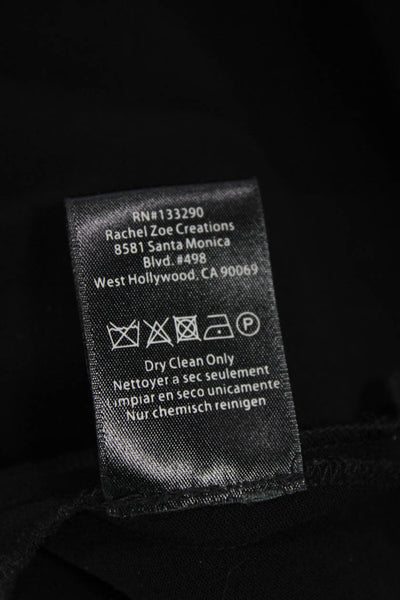 RN#133290
Rachel Zoe Creations
8581 Santa Monica
Blvd. #498
West Hollywood, CA 90069
P
Dry Clean Only
Nettoyer a sec seulement
Limpiar en seco unicamente
Nur chemisch reinigen